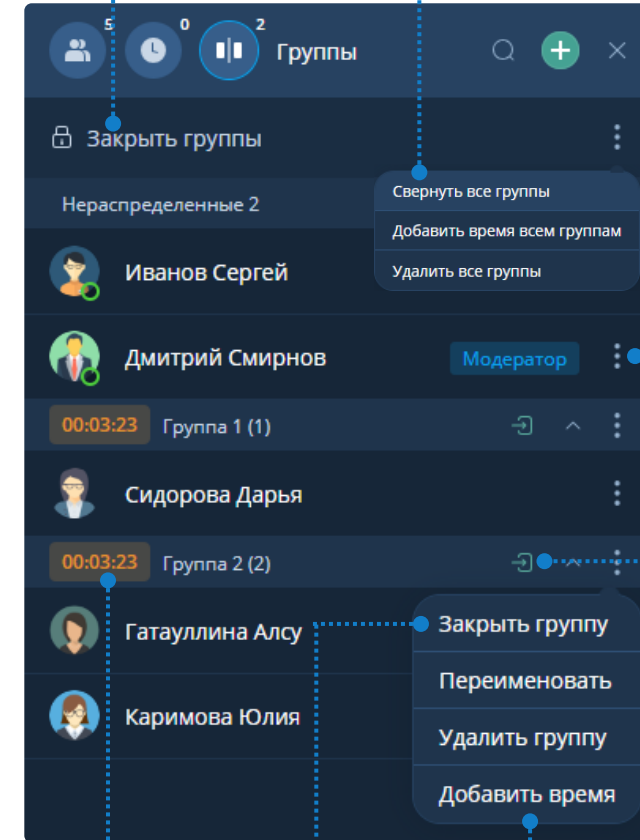 5
0
2
Группы
Закрыть группы
Нераспределенные 2
Свернуть все группы
Добавить время всем группам
Удалить все группы
Иванов Сергей
Дмитрий Смирнов
Модератор
00:03:23 Группа 1 (1)
Сидорова Дарья
00:03:23 Группа 2 (2)
Гатауллина Алсу
Каримова Юлия
Закрыть группу
Переименовать
Удалить группу
Добавить время